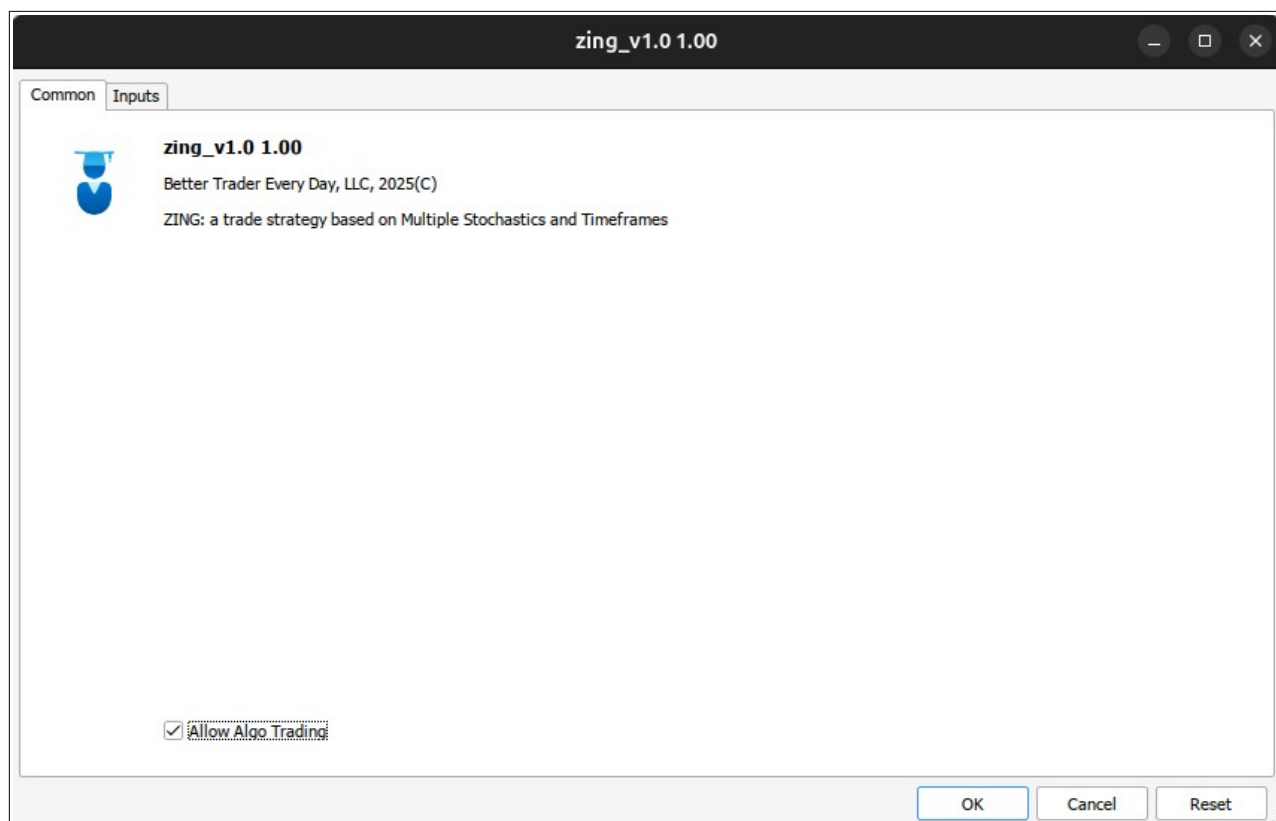 zing_v1.0 1.00
Common Inputs
zing_v1.0 1.00
Better Trader Every Day, LLC, 2025(C)
ZING: a trade strategy based on Multiple Stochastics and Timeframes
Allow Algo Trading
OK Cancel Reset